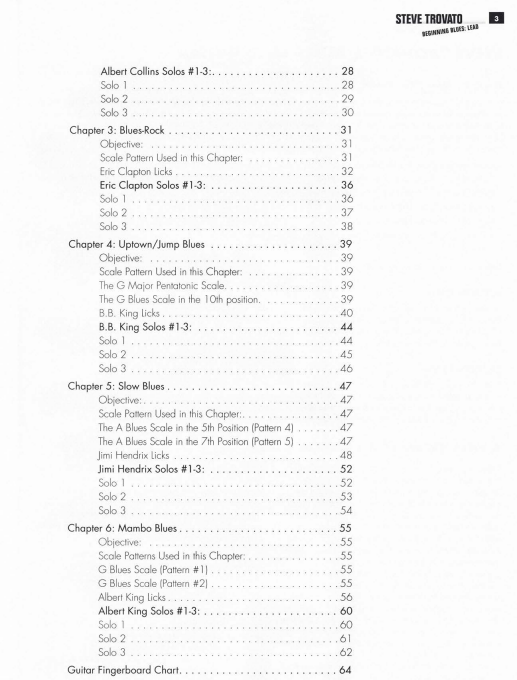 STEVE TROVATO 3
BEGINNING BLUES: LEAD
Albert Collins Solos #1-3:. . . . . . . . . . . . . . . . . . . . . 28
Solo 1 . . . . . . . . . . . . . . . . . . . . . . . . . . . . . . . . . . 28
Solo 2 . . . . . . . . . . . . . . . . . . . . . . . . . . . . . . . . . . 29
Solo 3 . . . . . . . . . . . . . . . . . . . . . . . . . . . . . . . . . . 30
Chapter 3: Blues-Rock . . . . . . . . . . . . . . . . . . . . . . . . . . . . 31
Objective: . . . . . . . . . . . . . . . . . . . . . . . . . . . . . . . 31
Scale Pattern Used in this Chapter: . . . . . . . . . . . . . . . 31
Eric Clapton Licks . . . . . . . . . . . . . . . . . . . . . . . . . . . 32
Eric Clapton Solos #1-3: . . . . . . . . . . . . . . . . . . . . . 36
Solo 1 . . . . . . . . . . . . . . . . . . . . . . . . . . . . . . . . . . 36
Solo 2 . . . . . . . . . . . . . . . . . . . . . . . . . . . . . . . . . . 37
Solo 3 . . . . . . . . . . . . . . . . . . . . . . . . . . . . . . . . . . 38
Chapter 4: Uptown/Jump Blues . . . . . . . . . . . . . . . . . . . . . 39
Objective: . . . . . . . . . . . . . . . . . . . . . . . . . . . . . . . 39
Scale Pattern Used in this Chapter: . . . . . . . . . . . . . . . 39
The G Major Pentatonic Scale. . . . . . . . . . . . . . . . . . . 39
The G Blues Scale in the 10th position. . . . . . . . . . . . . 39
B.B. King Licks . . . . . . . . . . . . . . . . . . . . . . . . . . . . . 40
B.B. King Solos #1-3: . . . . . . . . . . . . . . . . . . . . . . . 44
Solo 1 . . . . . . . . . . . . . . . . . . . . . . . . . . . . . . . . . . 44
Solo 2 . . . . . . . . . . . . . . . . . . . . . . . . . . . . . . . . . . 45
Solo 3 . . . . . . . . . . . . . . . . . . . . . . . . . . . . . . . . . . 46
Chapter 5: Slow Blues . . . . . . . . . . . . . . . . . . . . . . . . . . . . 47
Objective:. . . . . . . . . . . . . . . . . . . . . . . . . . . . . . . . 47
Scale Pattern Used in this Chapter:. . . . . . . . . . . . . . . . 47
The A Blues Scale in the 5th Position (Pattern 4) . . . . . . . 47
The A Blues Scale in the 7th Position (Pattern 5) . . . . . . . 47
Jimi Hendrix Licks . . . . . . . . . . . . . . . . . . . . . . . . . . . 48
Jimi Hendrix Solos #1-3: . . . . . . . . . . . . . . . . . . . . . 52
Solo 1 . . . . . . . . . . . . . . . . . . . . . . . . . . . . . . . . . . 52
Solo 2 . . . . . . . . . . . . . . . . . . . . . . . . . . . . . . . . . . 53
Solo 3 . . . . . . . . . . . . . . . . . . . . . . . . . . . . . . . . . . 54
Chapter 6: Mambo Blues . . . . . . . . . . . . . . . . . . . . . . . . . . 55
Objective: . . . . . . . . . . . . . . . . . . . . . . . . . . . . . . . 55
Scale Patterns Used in this Chapter: . . . . . . . . . . . . . . . 55
G Blues Scale (Pattern #1) . . . . . . . . . . . . . . . . . . . . . 55
G Blues Scale (Pattern #2) . . . . . . . . . . . . . . . . . . . . . 55
Albert King Licks . . . . . . . . . . . . . . . . . . . . . . . . . . . . 56
Albert King Solos #1-3: . . . . . . . . . . . . . . . . . . . . . . 60
Solo 1 . . . . . . . . . . . . . . . . . . . . . . . . . . . . . . . . . . 60
Solo 2 . . . . . . . . . . . . . . . . . . . . . . . . . . . . . . . . . . 61
Solo 3 . . . . . . . . . . . . . . . . . . . . . . . . . . . . . . . . . . 62
Guitar Fingerboard Chart. . . . . . . . . . . . . . . . . . . . . . . . . . 64